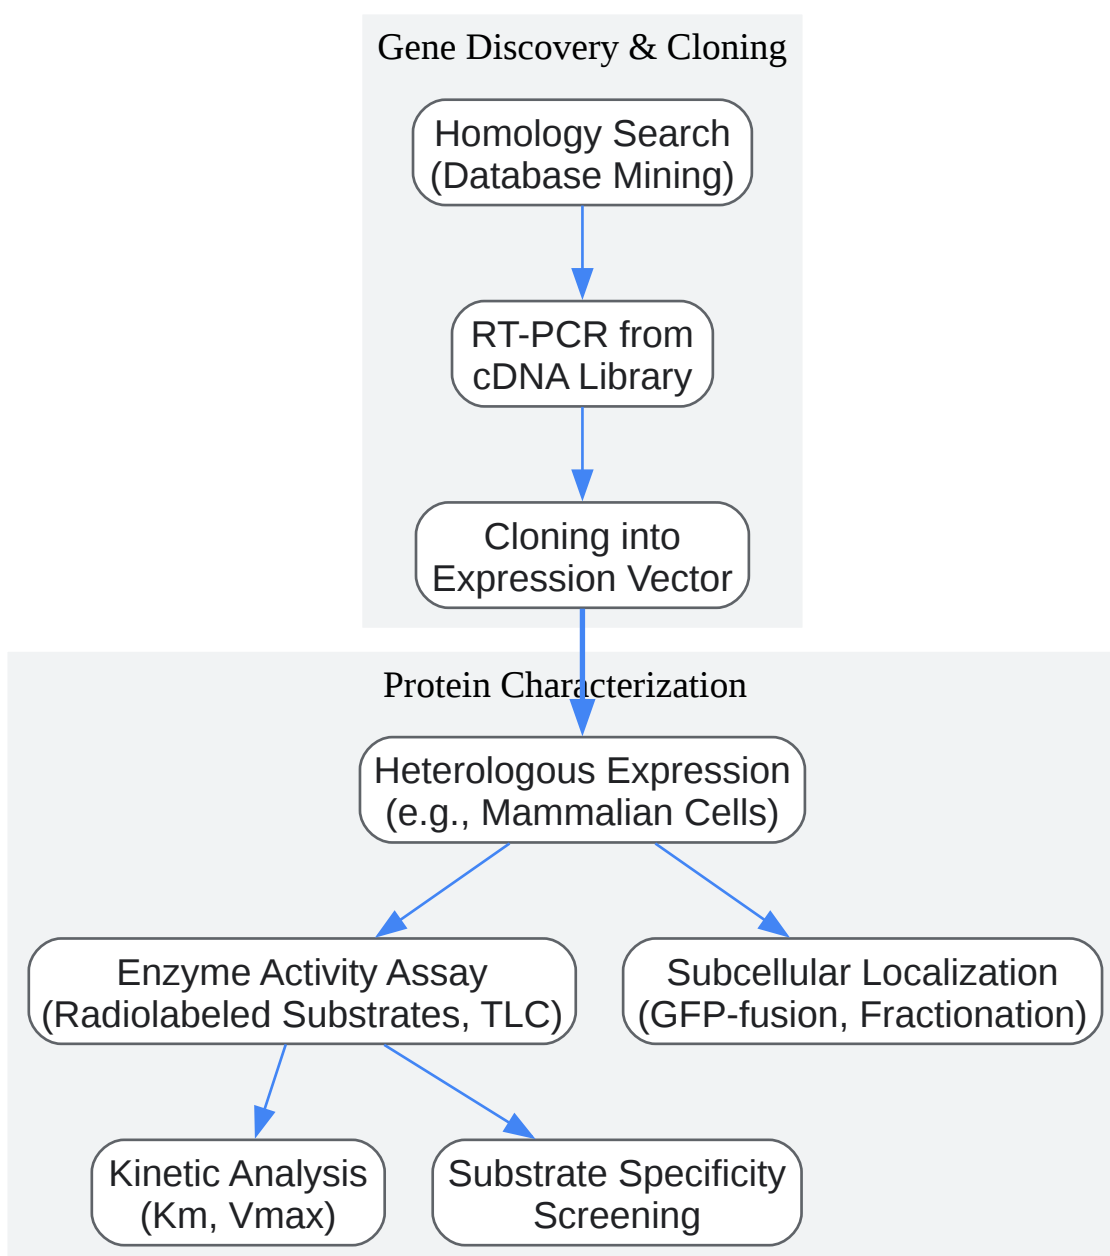 Gene Discovery & Cloning
Homology Search
(Database Mining)
RT-PCR from
cDNA Library
Cloning into
Expression Vector
Protein Characterization
Heterologous Expression
(e.g., Mammalian Cells)
Enzyme Activity Assay
(Radiolabeled Substrates, TLC)
Subcellular Localization
(GFP-fusion, Fractionation)
Kinetic Analysis
(Km, Vmax)
Substrate Specificity
Screening